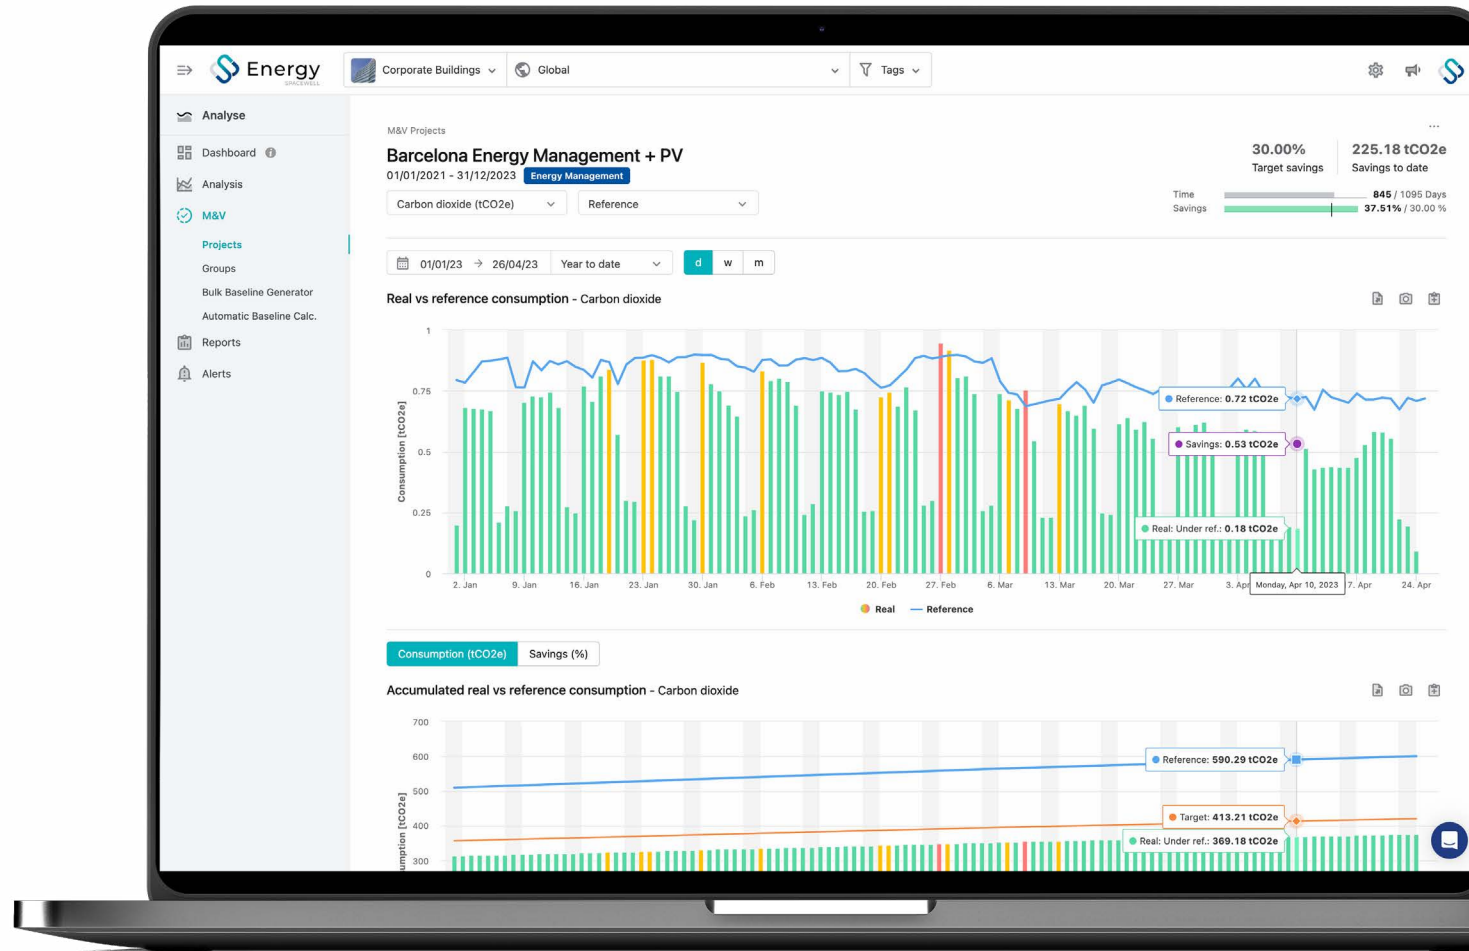 Energy
SPACEWELL
Corporate Buildings
Global
Tags
Analyse
Dashboard
Analysis
M&V
Projects
Groups
Bulk Baseline Generator
Automatic Baseline Calc.
Reports
Alerts
M&V Projects
Barcelona Energy Management + PV
01/01/2021 - 31/12/2023 Energy Management
Carbon dioxide (tCO2e) Reference
30.00% 225.18 tCO2e
Target savings Savings to date
Time 845 / 1095 Days
Savings 37.51% / 30.00 %
01/01/23 → 26/04/23 Year to date d w m
Real vs reference consumption - Carbon dioxide
Consumption [tCO2e]
1
0.75
0.5
0.25
0
Reference: 0.72 tCO2e
Savings: 0.53 tCO2e
Real: Under ref.: 0.18 tCO2e
2. Jan 9. Jan 16. Jan 23. Jan 30. Jan 6. Feb 13. Feb 20. Feb 27. Feb 6. Mar 13. Mar 20. Mar 27. Mar 3. Apr Monday, Apr 10, 2023 7. Apr 24. Apr
Real Reference
Consumption (tCO2e) Savings (%)
Accumulated real vs reference consumption - Carbon dioxide
umption [tCO2e]
700
600
500
400
300
Reference: 590.29 tCO2e
Target: 413.21 tCO2e
Real: Under ref.: 369.18 tCO2e